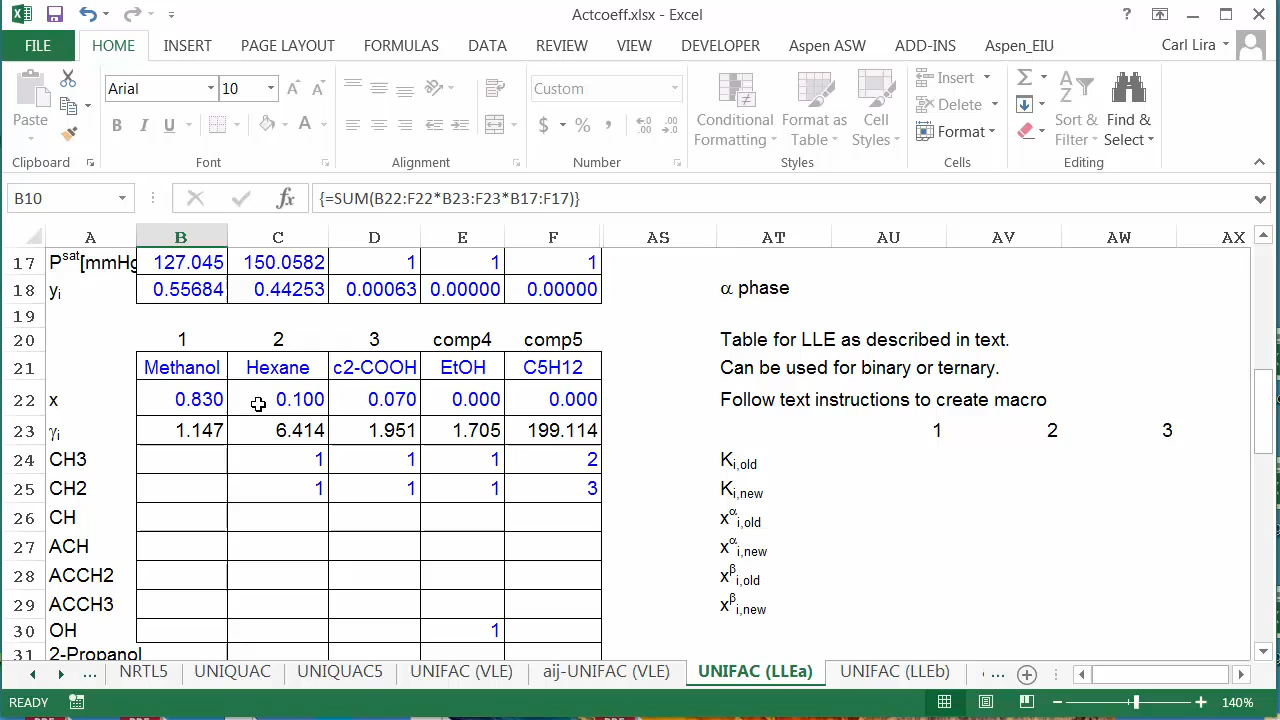 Actcoeff.xlsx - Excel
?
FILE HOME INSERT PAGE LAYOUT FORMULAS DATA REVIEW VIEW DEVELOPER Aspen ASW ADD-INS Aspen_EIU Carl Lira
Paste
Arial 10 A A
B I U A
Custom
$ % , .00 .0
Conditional Formatting
Format as Table
Cell Styles
Insert
Delete
Format
Σ
Sort & Filter
Find & Select
Clipboard Font Alignment Number Styles Cells Editing
B10 fx {=SUM(B22:F22*B23:F23*B17:F17)}
A B C D E F AS AT AU AV AW AX
17 Psat[mmHg 127.045 150.0582 1 1 1
18 yi 0.55684 0.44253 0.00063 0.00000 0.00000 α phase
19
20 1 2 3 comp4 comp5 Table for LLE as described in text.
21 Methanol Hexane c2-COOH EtOH C5H12 Can be used for binary or ternary.
22 x 0.830 0.100 0.070 0.000 0.000 Follow text instructions to create macro
23 γi 1.147 6.414 1.951 1.705 199.114 1 2 3
24 CH3 1 1 1 2 Ki,old
25 CH2 1 1 1 3 Ki,new
26 CH xαi,old
27 ACH xαi,new
28 ACCH2 xβi,old
29 ACCH3 xβi,new
30 OH 1
31 2-Propanol
... NRTL5 UNIQUAC UNIQUAC5 UNIFAC (VLE) aij-UNIFAC (VLE) UNIFAC (LLEa) UNIFAC (LLEb) ...
READY 140%